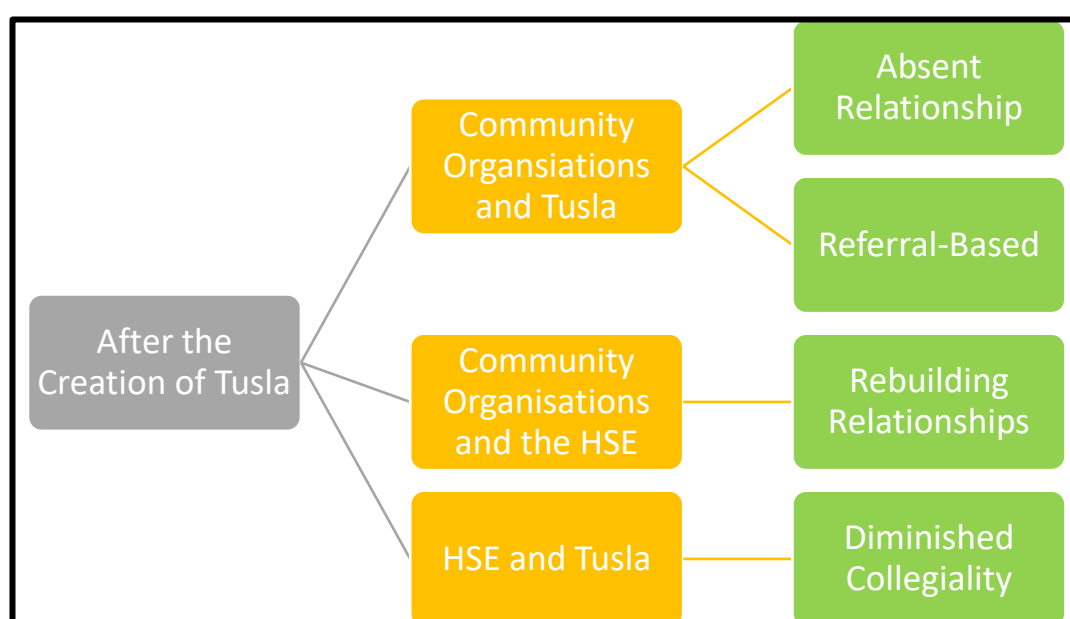 After the
Creation of Tusla
Community
Organsiations
and Tusla
Absent
Relationship
Referral-Based
Community
Organisations
and the HSE
Rebuilding
Relationships
HSE and Tusla
Diminished
Collegiality